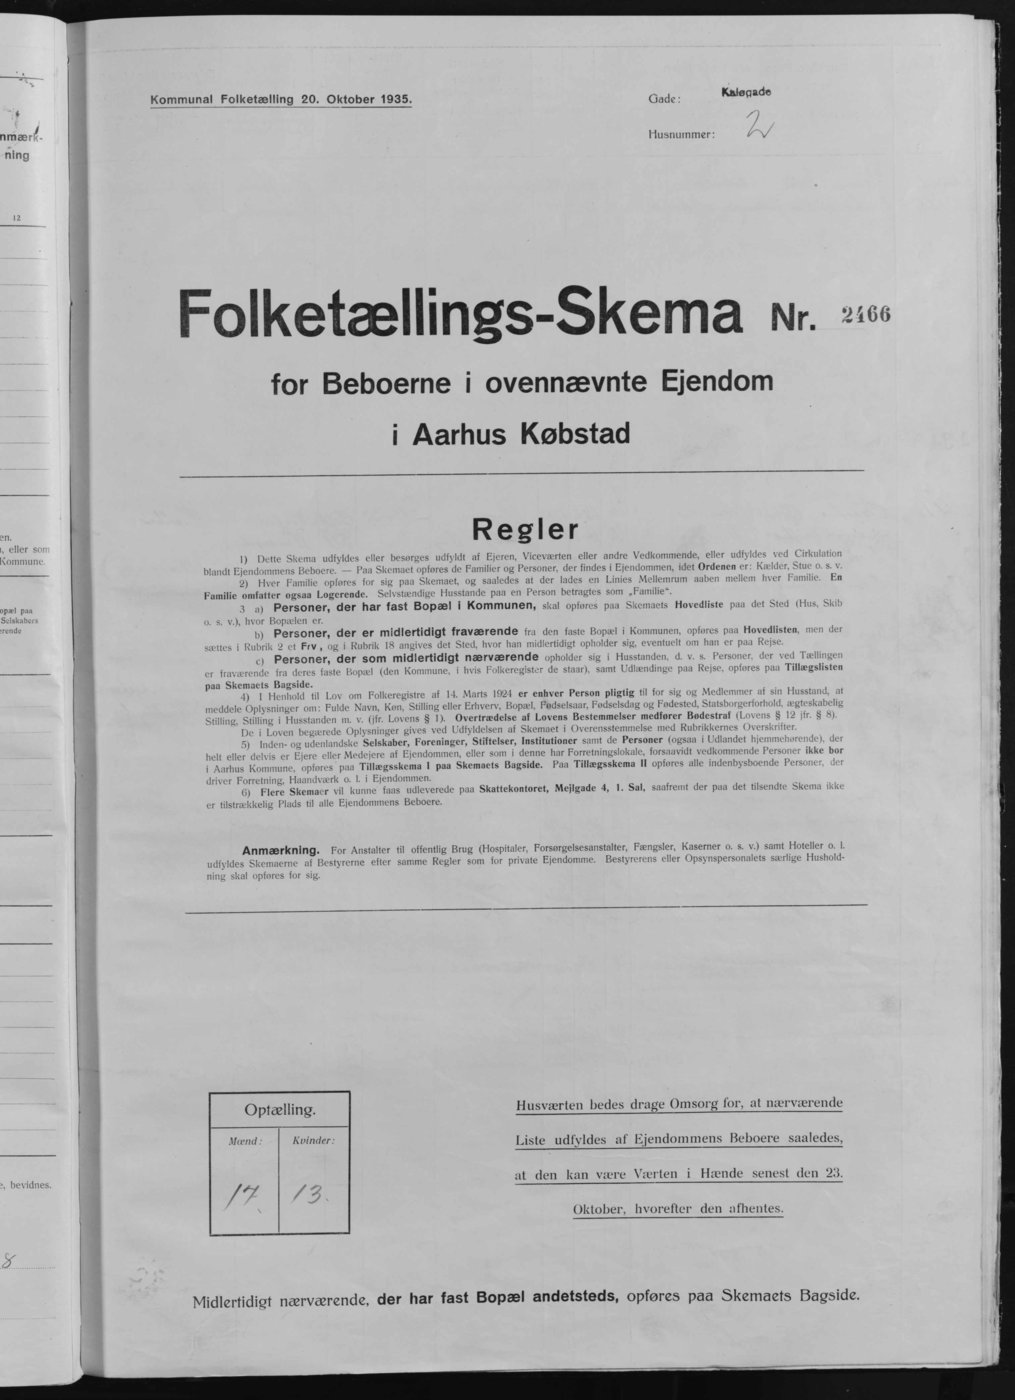 nmærk-
ning
12
en.
, eller som
Kommune.
opæl paa
Selskabers
erende
, bevidnes.
8
Kommunal Folketælling 20. Oktober 1935.
Gade: Kaløgade
Husnummer: 2
Folketællings-Skema Nr. 2466
for Beboerne i ovennævnte Ejendom
i Aarhus Købstad
Regler
1) Dette Skema udfyldes eller besørges udfyldt af Ejeren, Viceværten eller andre Vedkommende, eller udfyldes ved Cirkulation
blandt Ejendommens Beboere. — Paa Skemaet opføres de Familier og Personer, der findes i Ejendommen, idet Ordenen er: Kælder, Stue o. s. v.
2) Hver Familie opføres for sig paa Skemaet, og saaledes at der lades en Linies Mellemrum aaben mellem hver Familie. En
Familie omfatter ogsaa Logerende. Selvstændige Husstande paa en Person betragtes som „Familie".
3 a) Personer, der har fast Bopæl i Kommunen, skal opføres paa Skemaets Hovedliste paa det Sted (Hus, Skib
o. s. v.), hvor Bopælen er.
b) Personer, der er midlertidigt fraværende fra den faste Bopæl i Kommunen, opføres paa Hovedlisten, men der
sættes i Rubrik 2 et Frv., og i Rubrik 18 angives det Sted, hvor han midlertidigt opholder sig, eventuelt om han er paa Rejse.
c) Personer, der som midlertidigt nærværende opholder sig i Husstanden, d. v. s. Personer, der ved Tællingen
er fraværende fra deres faste Bopæl (den Kommune, i hvis Folkeregister de staar), samt Udlændinge paa Rejse, opføres paa Tillægslisten
paa Skemaets Bagside.
4) I Henhold til Lov om Folkeregistre af 14. Marts 1924 er enhver Person pligtig til for sig og Medlemmer af sin Husstand, at
meddele Oplysninger om: Fulde Navn, Køn, Stilling eller Erhverv, Bopæl, Fødselsaar, Fødselsdag og Fødested, Statsborgerforhold, ægteskabelig
Stilling, Stilling i Husstanden m. v. (jfr. Lovens § 1). Overtrædelse af Lovens Bestemmelser medfører Bødestraf (Lovens § 12 jfr. § 8).
De i Loven begærede Oplysninger gives ved Udfyldelsen af Skemaet i Overensstemmelse med Rubrikkernes Overskrifter.
5) Inden- og udenlandske Selskaber, Foreninger, Stiftelser, Institutioner samt de Personer (ogsaa i Udlandet hjemmehørende), der
helt eller delvis er Ejere eller Medejere af Ejendommen, eller som i denne har Forretningslokale, forsaavidt vedkommende Personer ikke bor
i Aarhus Kommune, opføres paa Tillægsskema I paa Skemaets Bagside. Paa Tillægsskema II opføres alle indenbysboende Personer, der
driver Forretning, Haandværk o. l. i Ejendommen.
6) Flere Skemaer vil kunne faas udleverede paa Skattekontoret, Mejlgade 4, 1. Sal, saafremt der paa det tilsendte Skema ikke
er tilstrækkelig Plads til alle Ejendommens Beboere.
Anmærkning. For Anstalter til offentlig Brug (Hospitaler, Forsørgelsesanstalter, Fængsler, Kaserner o. s. v.) samt Hoteller o. l.
udfyldes Skemaerne af Bestyrerne efter samme Regler som for private Ejendomme. Bestyrerens eller Opsynspersonalets særlige Hushold-
ning skal opføres for sig.
Optælling.
Mænd: Kvinder:
17 13.
Husværten bedes drage Omsorg for, at nærværende
Liste udfyldes af Ejendommens Beboere saaledes,
at den kan være Værten i Hænde senest den 23.
Oktober, hvorefter den afhentes.
Midlertidigt nærværende, der har fast Bopæl andetsteds, opføres paa Skemaets Bagside.